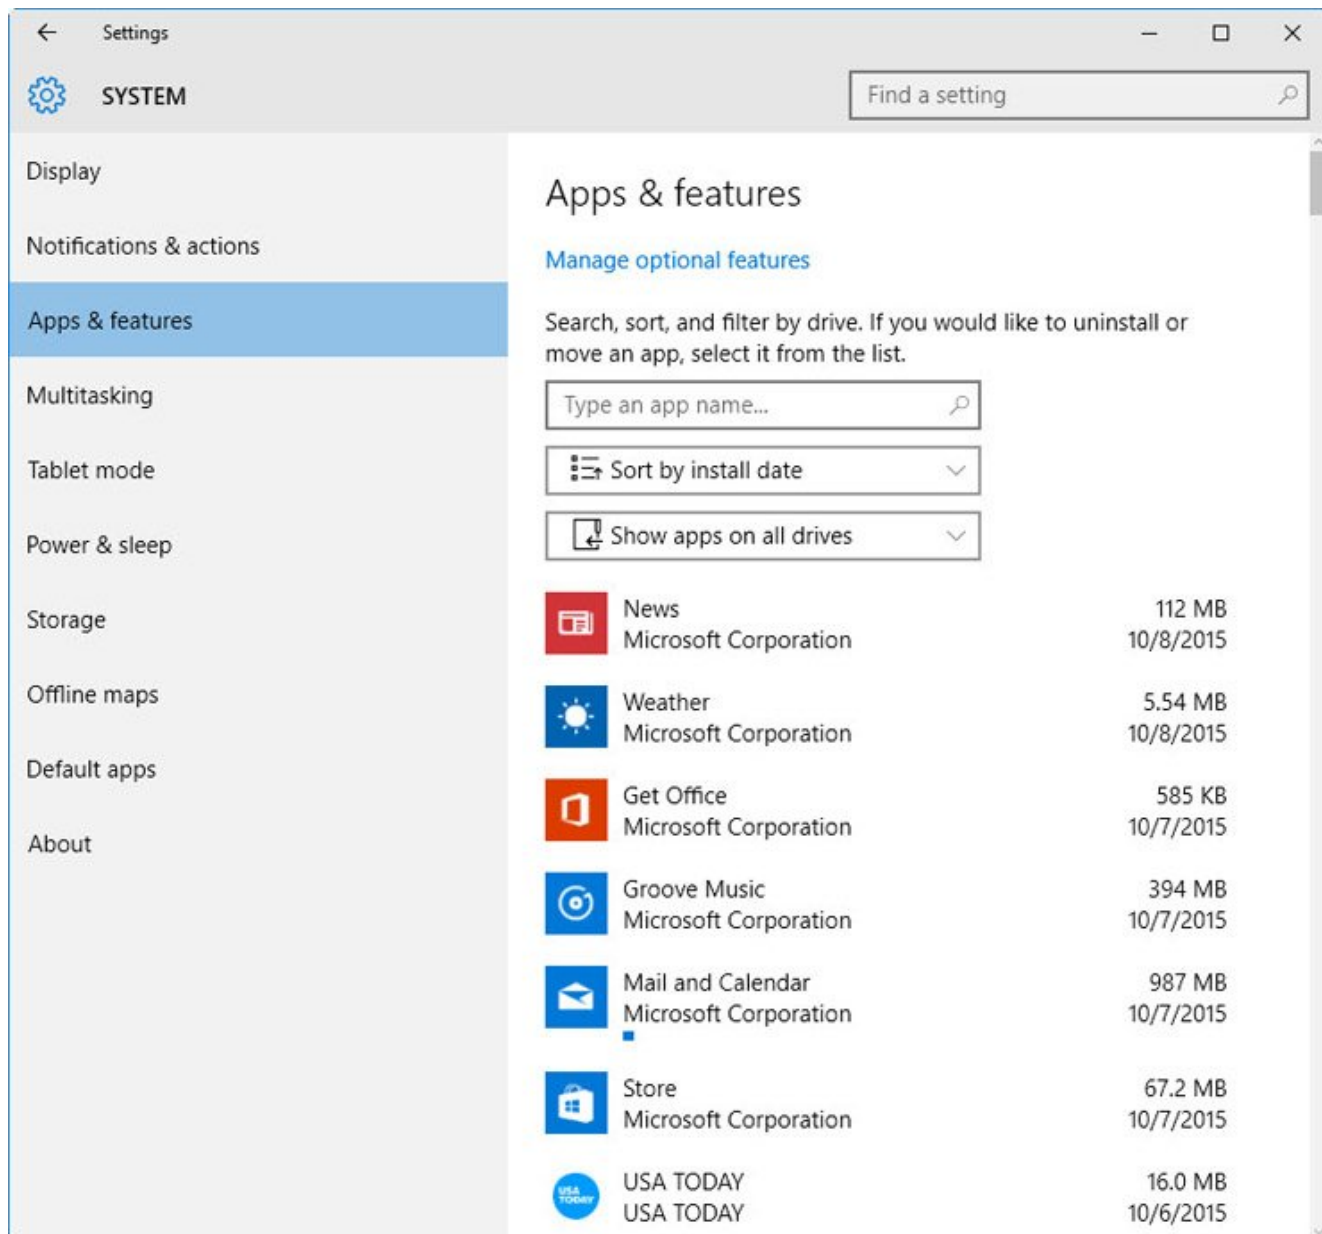 Settings
SYSTEM
Find a setting
Display
Notifications & actions
Apps & features
Multitasking
Tablet mode
Power & sleep
Storage
Offline maps
Default apps
About
Apps & features
Manage optional features
Search, sort, and filter by drive. If you would like to uninstall or
move an app, select it from the list.
Type an app name...
Sort by install date
Show apps on all drives
News 112 MB
Microsoft Corporation 10/8/2015
Weather 5.54 MB
Microsoft Corporation 10/8/2015
Get Office 585 KB
Microsoft Corporation 10/7/2015
Groove Music 394 MB
Microsoft Corporation 10/7/2015
Mail and Calendar 987 MB
Microsoft Corporation 10/7/2015
Store 67.2 MB
Microsoft Corporation 10/7/2015
USA
TODAY
USA TODAY 16.0 MB
USA TODAY 10/6/2015